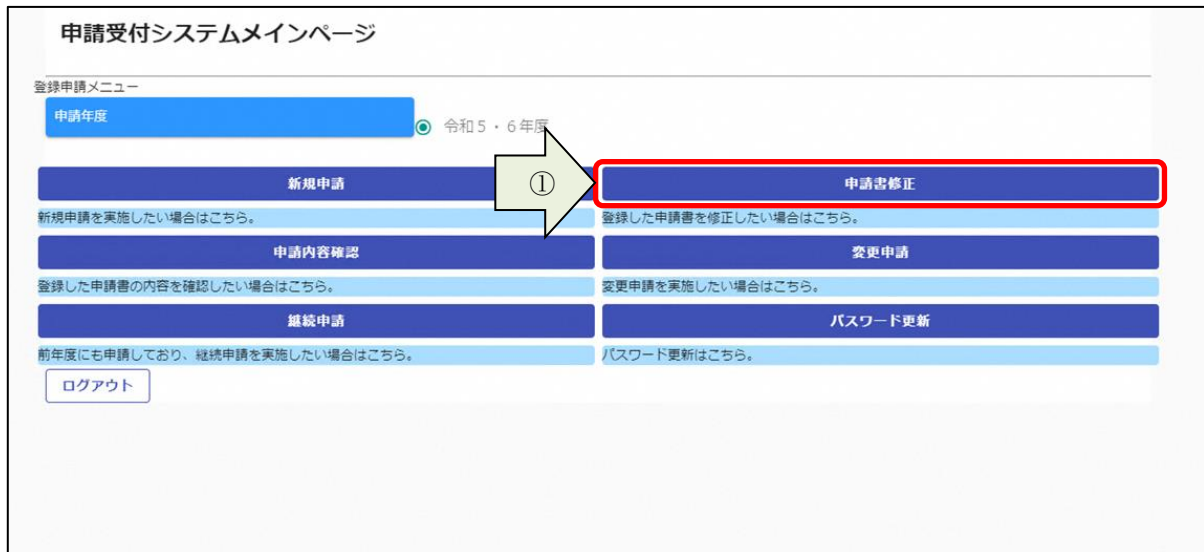 申請受付システムメインページ
登録申請メニュー
申請年度
令和5・6年度
新規申請
①
申請書修正
新規申請を実施したい場合はこちら。
登録した申請書を修正したい場合はこちら。
申請内容確認
変更申請
登録した申請書の内容を確認したい場合はこちら。
変更申請を実施したい場合はこちら。
継続申請
パスワード更新
前年度にも申請しており、継続申請を実施したい場合はこちら。
パスワード更新はこちら。
ログアウト